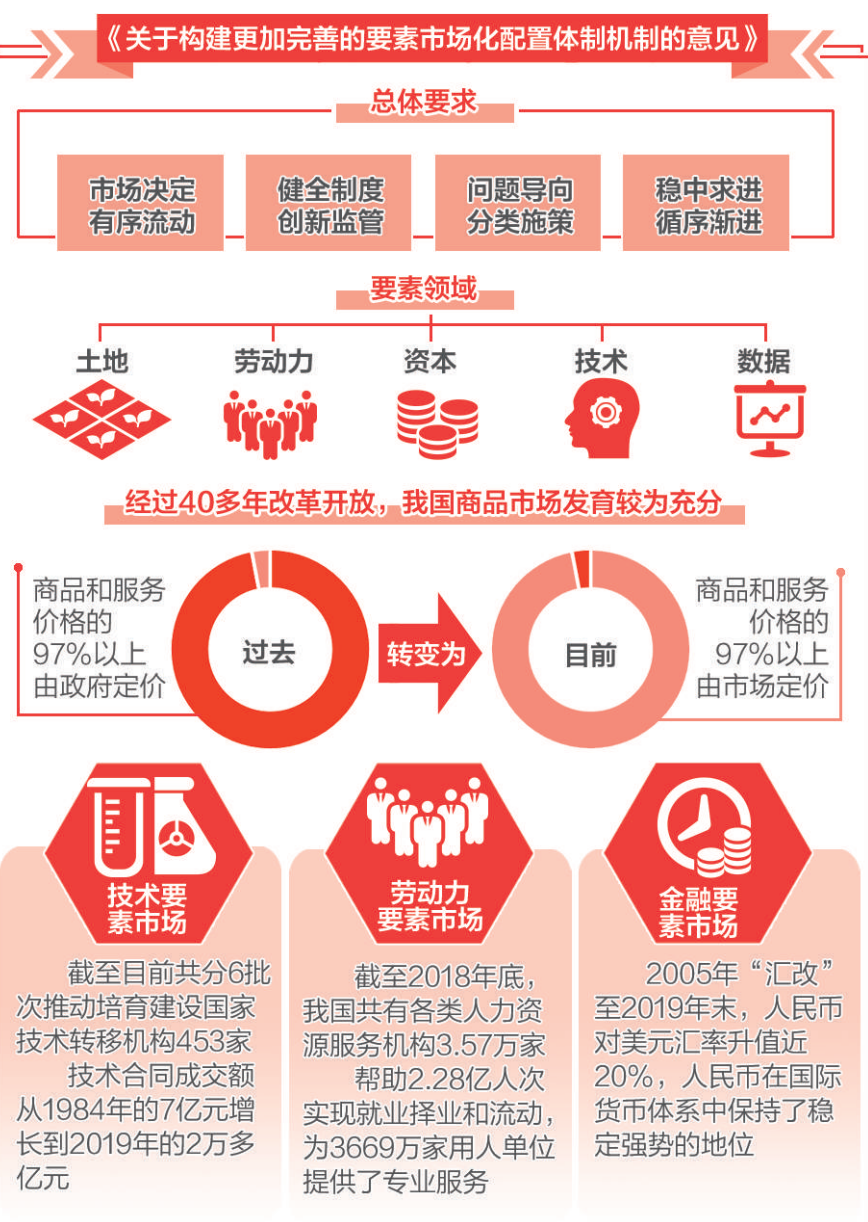 《关于构建更加完善的要素市场化配置体制机制的意见》
总体要求
市场决定
有序流动
健全制度
创新监管
问题导向
分类施策
稳中求进
循序渐进
要素领域
土地
劳动力
资本
技术
数据
经过40多年改革开放，我国商品市场发育较为充分
商品和服务
价格的
97%以上
由政府定价
过去
转变为
目前
商品和服务
价格的
97%以上
由市场定价
技术要
素市场
截至目前共分6批
次推动培育建设国家
技术转移机构453家
技术合同成交额
从1984年的7亿元增
长到2019年的2万多
亿元
劳动力
要素市场
截至2018年底，
我国共有各类人力资
源服务机构3.57万家
帮助2.28亿人次
实现就业择业和流动，
为3669万家用人单位
提供了专业服务
金融要
素市场
2005年“汇改”
至2019年末，人民币
对美元汇率升值近
20%，人民币在国际
货币体系中保持了稳
定强势的地位